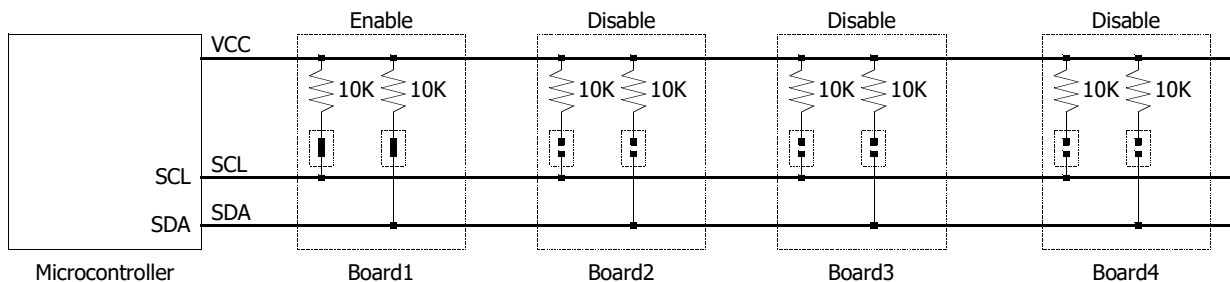 Enable Disable Disable Disable
VCC
10K 10K 10K 10K 10K 10K 10K 10K
SCL
SCL
SDA
SDA
Microcontroller Board1 Board2 Board3 Board4